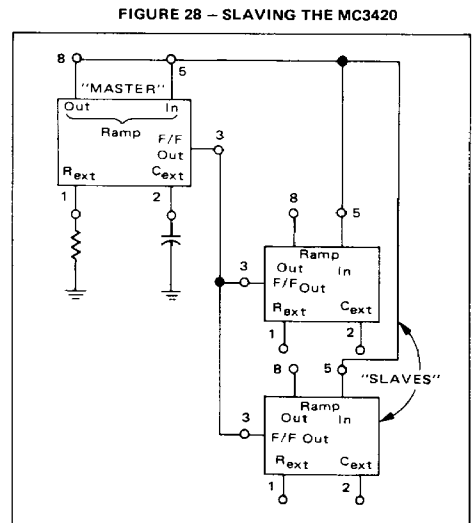 FIGURE 28 – SLAVING THE MC3420
8 "MASTER" 5
Out In
Ramp
F/F
Out
3
Rext Cext
1 2
8 5
Ramp
3 Out In
F/F Out
Rext Cext
1 2
8 5 "SLAVES"
Ramp
3 Out In
F/F Out
Rext Cext
1 2